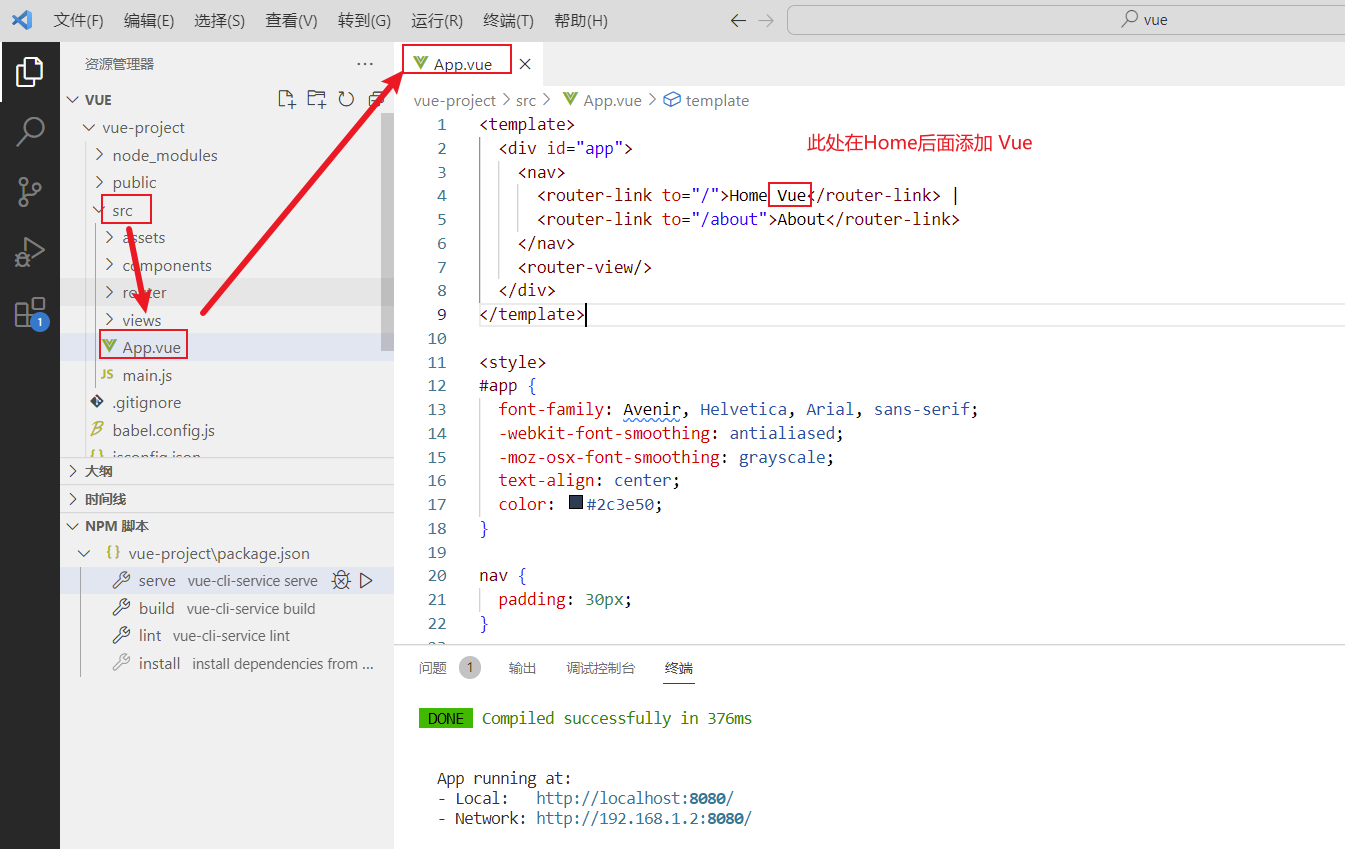 文件(F) 编辑(E) 选择(S) 查看(V) 转到(G) 运行(R) 终端(T) 帮助(H) vue
资源管理器 ···
VUE
vue-project
node_modules
public
src
assets
components
router
views
App.vue
JS main.js
.gitignore
babel.config.js
jsconfig.json
大纲
时间线
NPM 脚本
{} vue-project\package.json
serve vue-cli-service serve
build vue-cli-service build
lint vue-cli-service lint
install install dependencies from ...
1
App.vue
vue-project > src > App.vue > template
此处在Home后面添加 Vue
1 <template>
2 <div id="app">
3 <nav>
4 <router-link to="/">Home Vue</router-link> |
5 <router-link to="/about">About</router-link>
6 </nav>
7 <router-view/>
8 </div>
9 </template>
10
11 <style>
12 #app {
13 font-family: Avenir, Helvetica, Arial, sans-serif;
14 -webkit-font-smoothing: antialiased;
15 -moz-osx-font-smoothing: grayscale;
16 text-align: center;
17 color: #2c3e50;
18 }
19
20 nav {
21 padding: 30px;
22 }
问题 1 输出 调试控制台 终端
DONE Compiled successfully in 376ms
App running at:
- Local: http://localhost:8080/
- Network: http://192.168.1.2:8080/